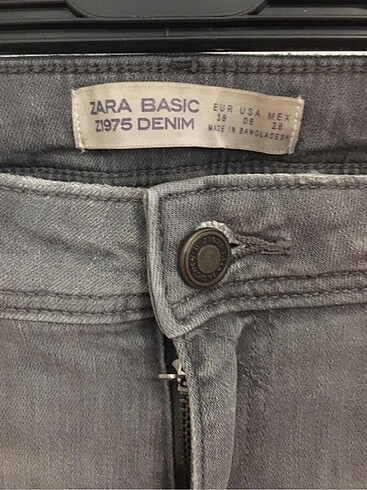 ZARA BASIC
Z1975 DENIM
EUR USA MEX
38 06 28
MADE IN BANGLADESH